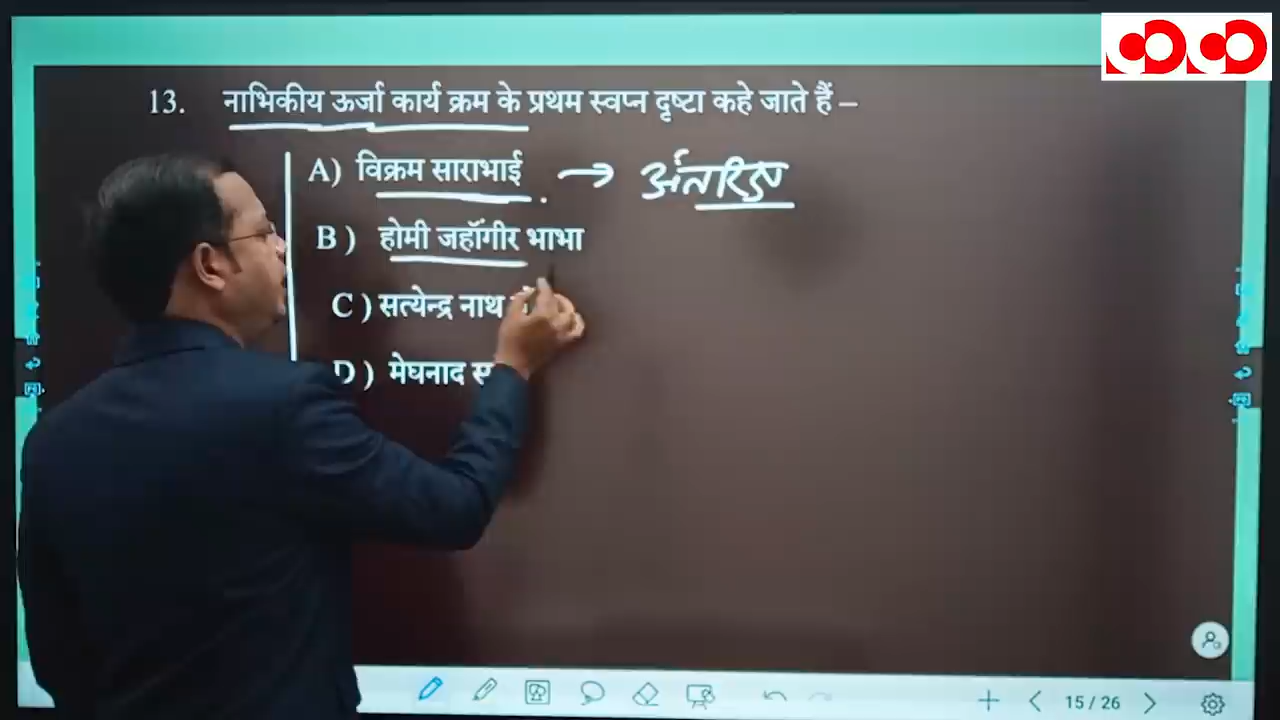 13. नाभिकीय ऊर्जा कार्य क्रम के प्रथम स्वप्न दृष्टा कहे जाते हैं –
A) विक्रम साराभाई → अंतरिक्ष
B ) होमी जहॉंगीर भाभा
C ) सत्येन्द्र नाथ
D ) मेघनाद
15 / 26